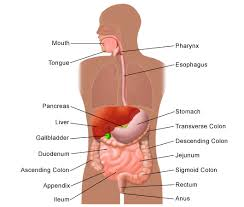 Mouth
Tongue
Pharynx
Esophagus
Pancreas
Liver
Gallbladder
Duodenum
Ascending Colon
Appendix
Ileum
Stomach
Transverse Colon
Descending Colon
Jejunum
Sigmoid Colon
Rectum
Anus